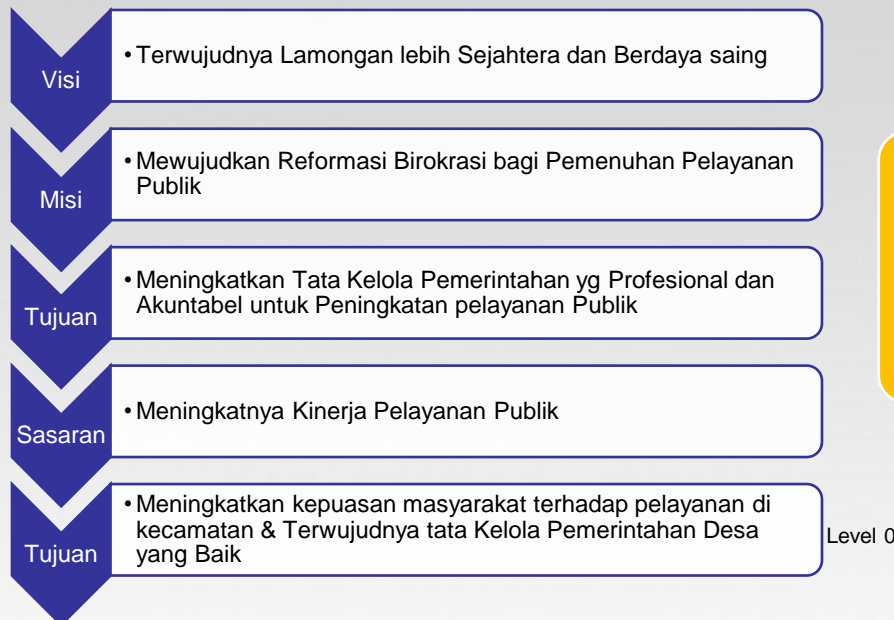 Visi
• Terwujudnya Lamongan lebih Sejahtera dan Berdaya saing
Misi
• Mewujudkan Reformasi Birokrasi bagi Pemenuhan Pelayanan
Publik
Tujuan
• Meningkatkan Tata Kelola Pemerintahan yg Profesional dan
Akuntabel untuk Peningkatan pelayanan Publik
Sasaran
• Meningkatnya Kinerja Pelayanan Publik
Tujuan
• Meningkatkan kepuasan masyarakat terhadap pelayanan di
kecamatan & Terwujudnya tata Kelola Pemerintahan Desa
yang Baik
Level 0